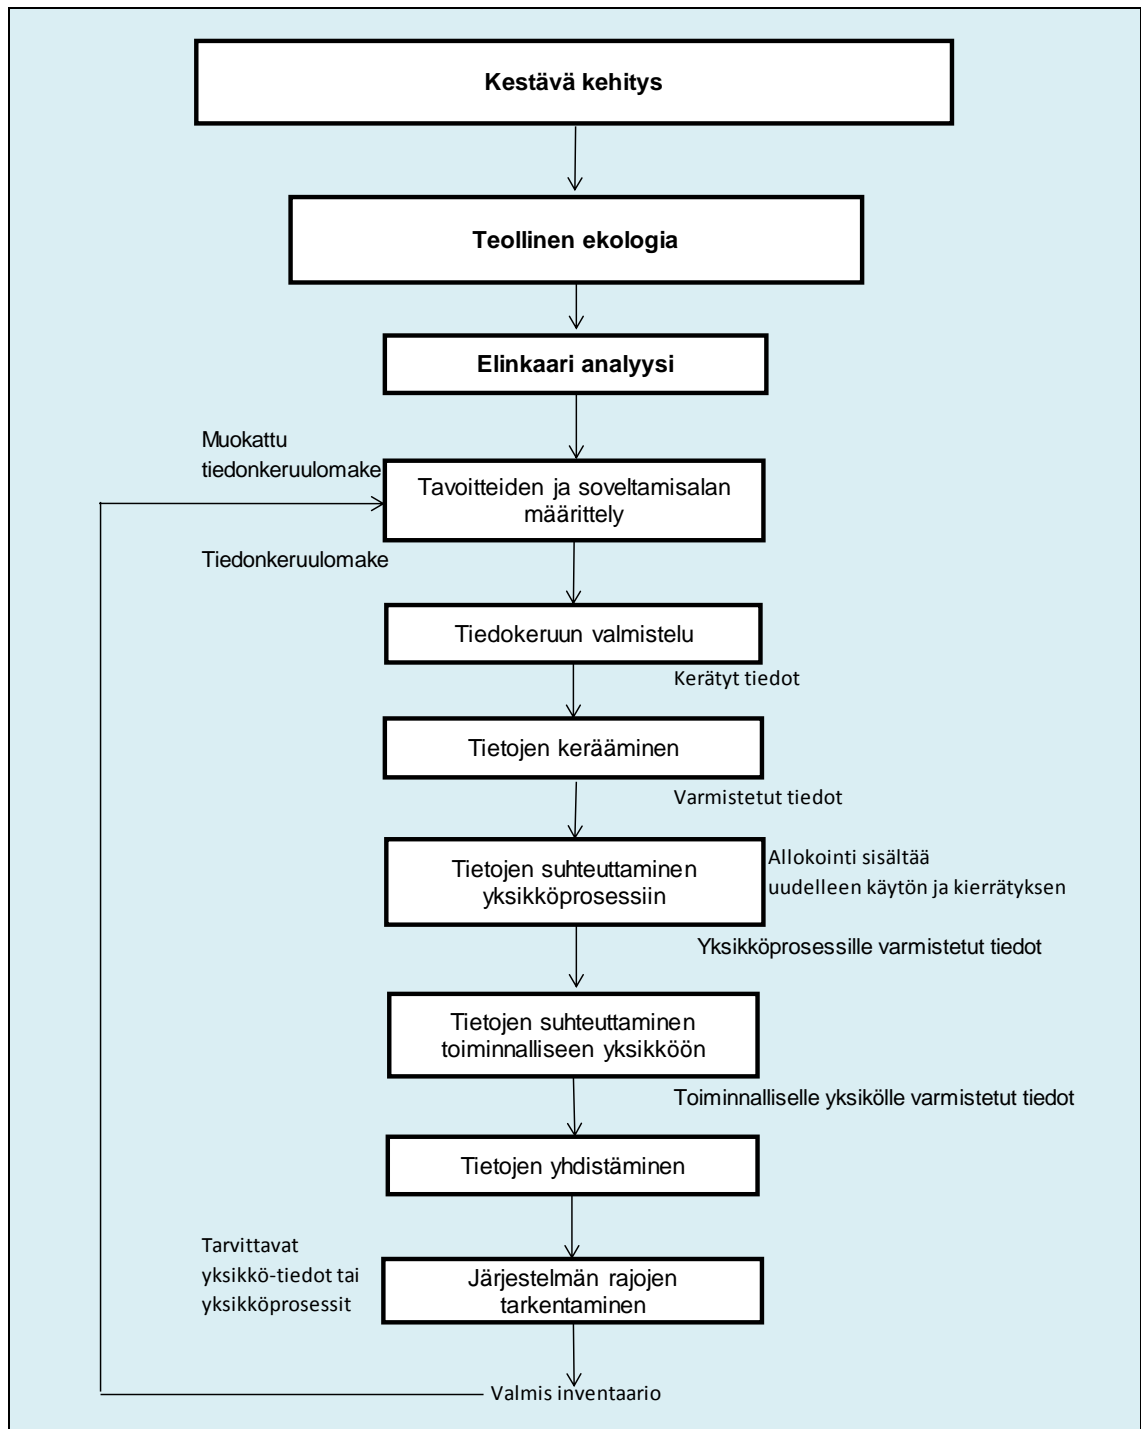 Kestävä kehitys
Teollinen ekologia
Elinkaari analyysi
Muokattu
tiedonkeruulomake
Tavoitteiden ja soveltamisalan
määrittely
Tiedonkeruulomake
Tiedokeruun valmistelu
Kerätyt tiedot
Tietojen kerääminen
Varmistetut tiedot
Tietojen suhteuttaminen
yksikköprosessiin
Allokointi sisältää
uudelleen käytön ja kierrätyksen
Yksikköprosessille varmistetut tiedot
Tietojen suhteuttaminen
toiminnalliseen yksikköön
Toiminnalliselle yksikölle varmistetut tiedot
Tietojen yhdistäminen
Tarvittavat
yksikkö-tiedot tai
yksikköprosessit
Järjestelmän rajojen
tarkentaminen
Valmis inventaario